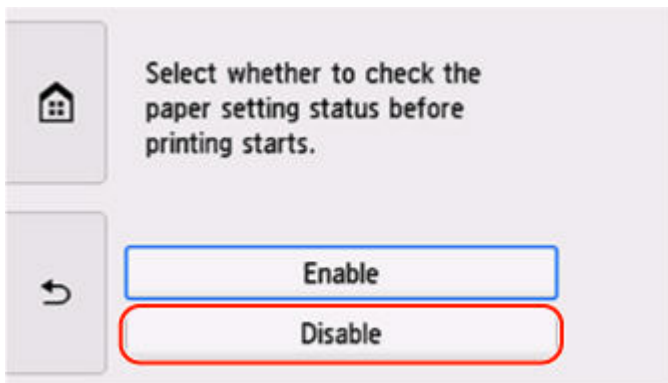 Select whether to check the
paper setting status before
printing starts.
Enable
Disable